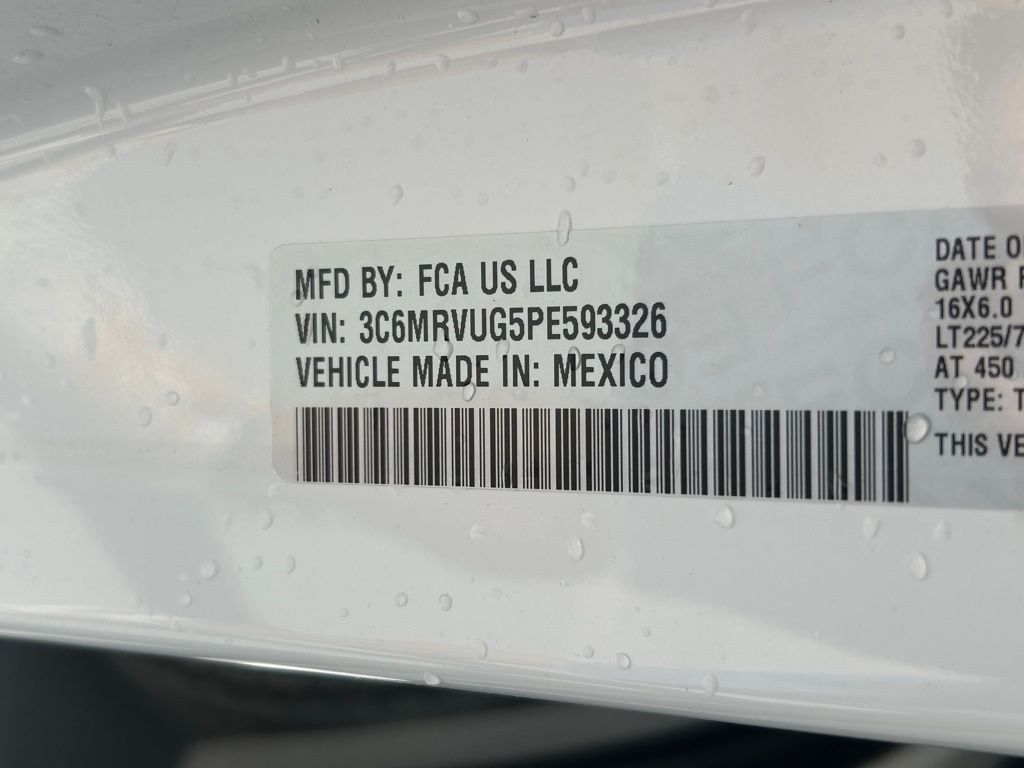 MFD BY: FCA US LLC
VIN: 3C6MRVUG5PE593326
VEHICLE MADE IN: MEXICO
DATE O
GAWR
16X6.0
LT225/7
AT 450
TYPE: T
THIS VE